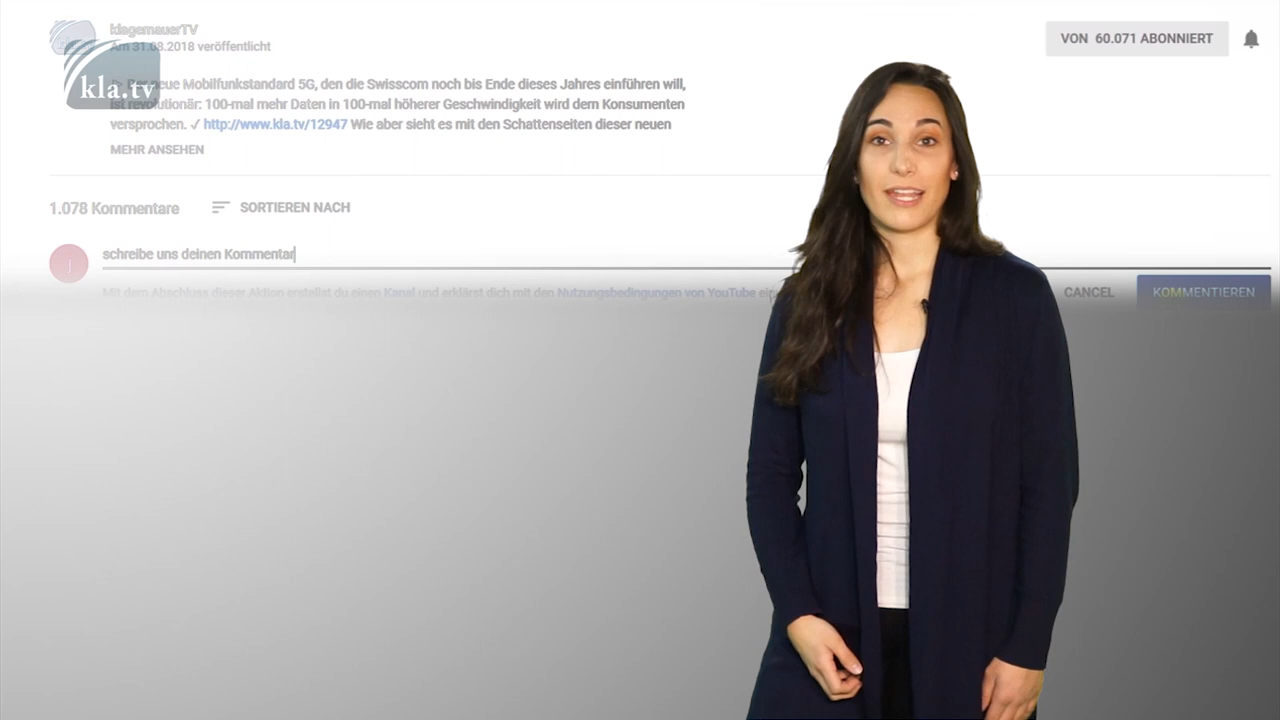 klagemauerTV
Am 31.08.2018 veröffentlicht
VON 60.071 ABONNIERT
kla.tv
Der neue Mobilfunkstandard 5G, den die Swisscom noch bis Ende dieses Jahres einführen will,
ist revolutionär: 100-mal mehr Daten in 100-mal höherer Geschwindigkeit wird dem Konsumenten
versprochen. ✓ http://www.kla.tv/12947 Wie aber sieht es mit den Schattenseiten dieser neuen
MEHR ANSEHEN
1.078 Kommentare
SORTIEREN NACH
schreibe uns deinen Kommentar
Mit dem Abschluss dieser Aktion erstellst du einen Kanal und erklärst dich mit den Nutzungsbedingungen von YouTube
CANCEL
KOMMENTIEREN